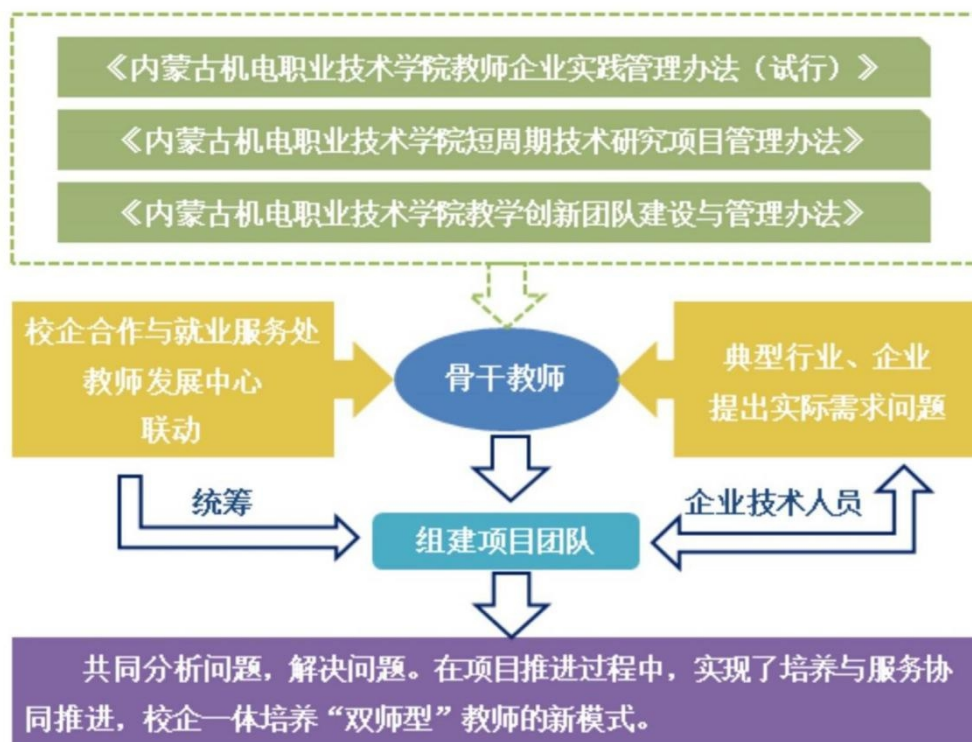 《内蒙古机电职业技术学院教师企业实践管理办法（试行）》
《内蒙古机电职业技术学院短周期技术研究项目管理办法》
《内蒙古机电职业技术学院教学创新团队建设与管理办法》
校企合作与就业服务处
教师发展中心
联动
骨干教师
典型行业、企业
提出实际需求问题
统筹
企业技术人员
组建项目团队
共同分析问题，解决问题。在项目推进过程中，实现了培养与服务协
同推进，校企一体培养“双师型”教师的新模式。